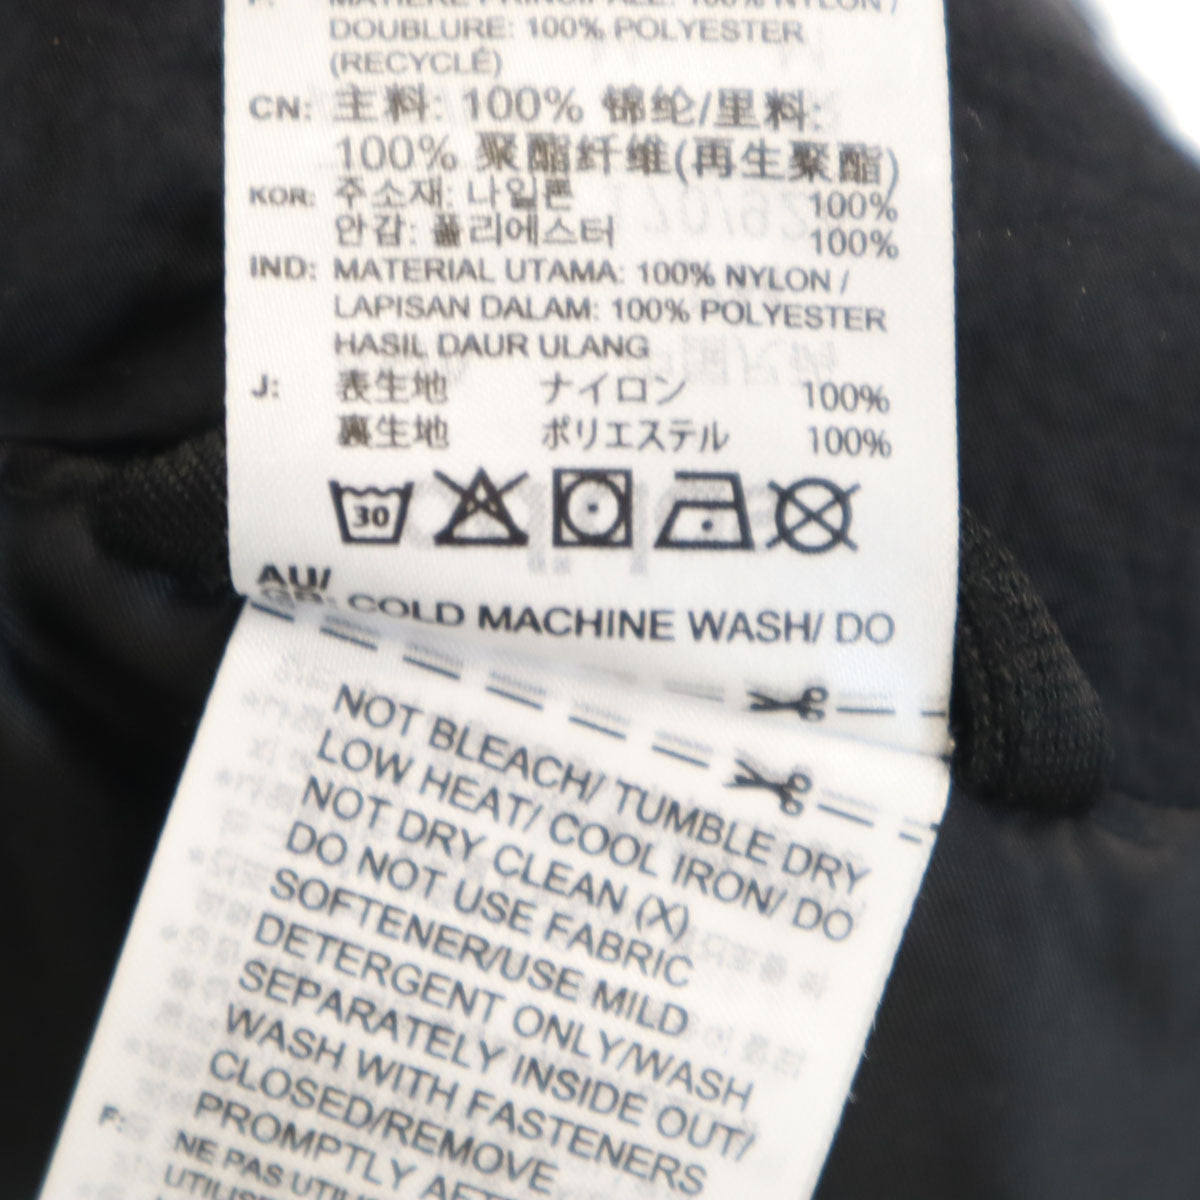 F: MATIÈRE PRINCIPALE: 100% NYLON /
DOUBLURE: 100% POLYESTER
(RECYCLÉ)
CN: 主料: 100% 锦纶/里料:
100% 聚酯纤维(再生聚酯)
KOR: 주소재: 나일론 100%
안감: 폴리에스터 100%
IND: MATERIAL UTAMA: 100% NYLON /
LAPISAN DALAM: 100% POLYESTER
HASIL DAUR ULANG
J: 表生地 ナイロン 100%
裏生地 ポリエステル 100%
30
AU/
GB: COLD MACHINE WASH/ DO
NOT BLEACH/ TUMBLE DRY
LOW HEAT/ COOL IRON/ DO
NOT DRY CLEAN (X)
DO NOT USE FABRIC
SOFTENER/USE MILD
DETERGENT ONLY/WASH
SEPARATELY INSIDE OUT/
WASH WITH FASTENERS
CLOSED/REMOVE
PROMPTLY
F: NE PAS